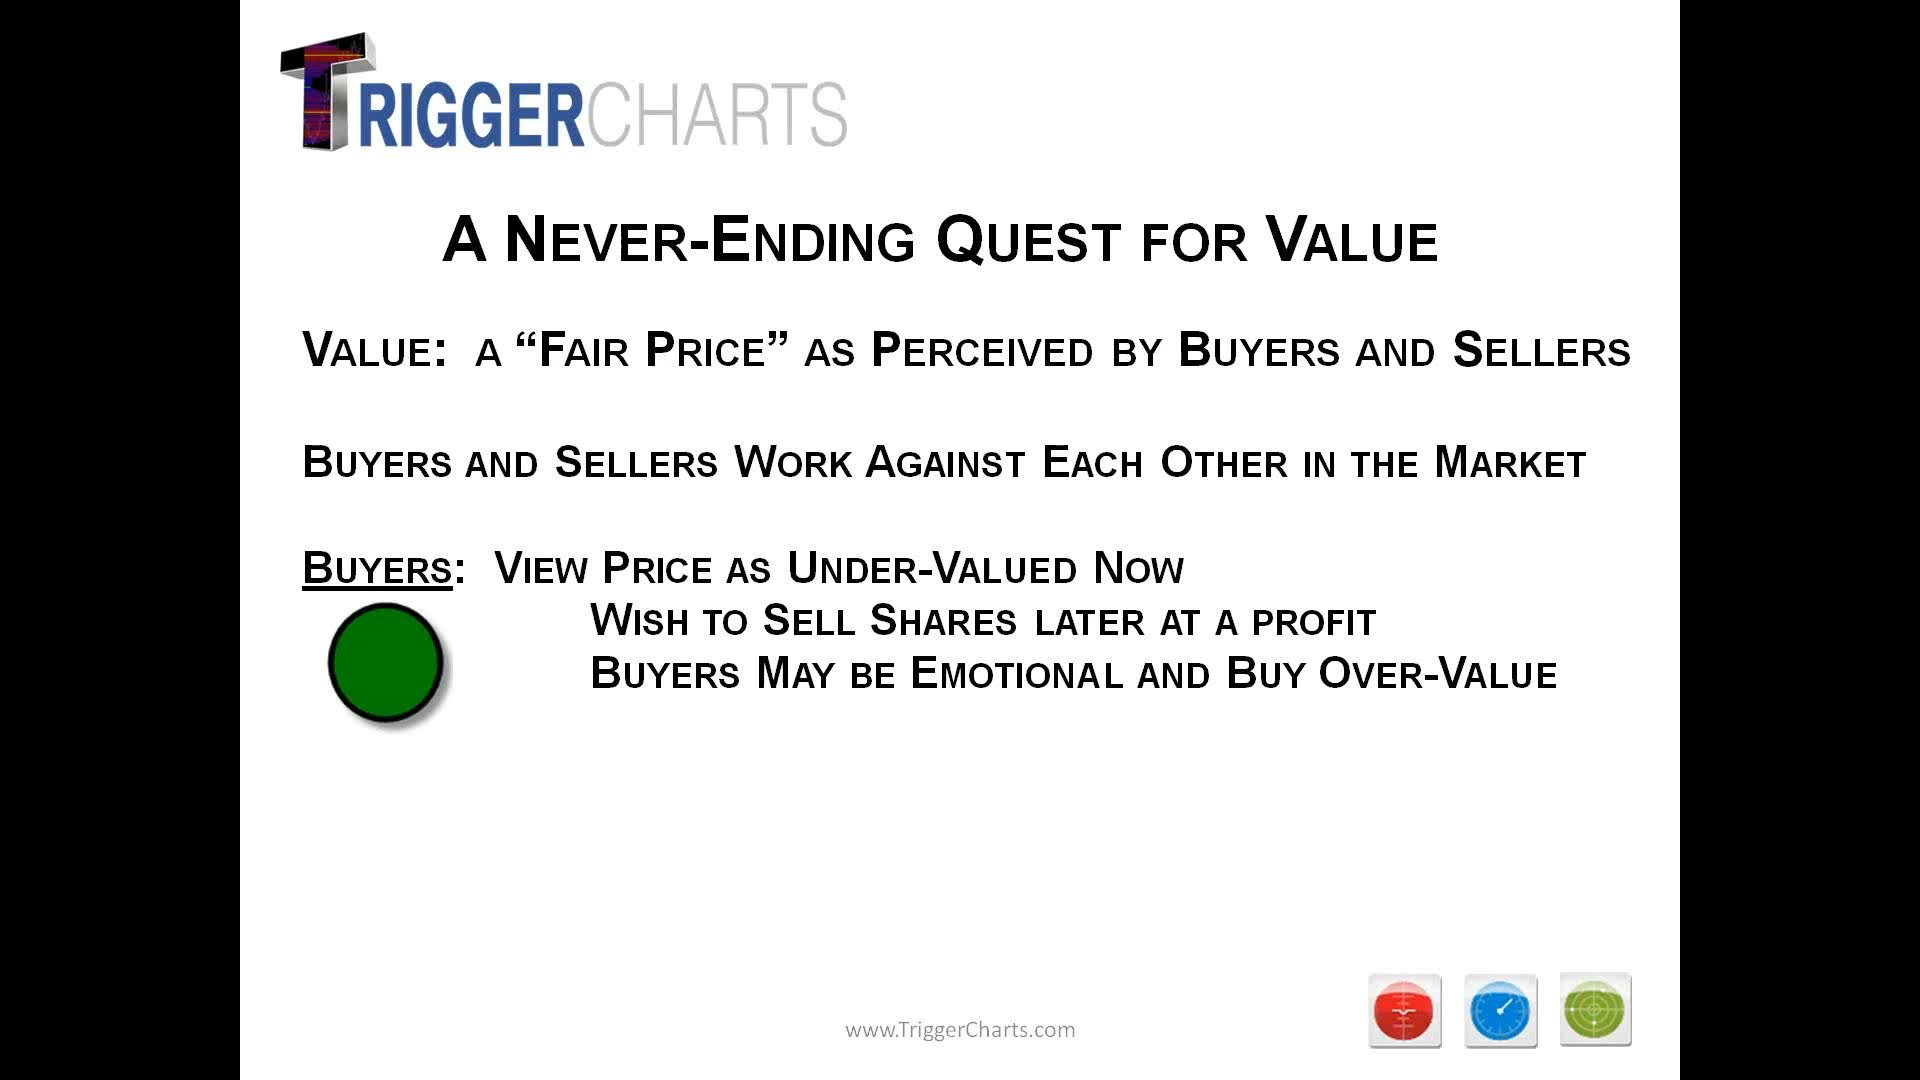 TRIGGERCHARTS
A NEVER-ENDING QUEST FOR VALUE
VALUE: A “FAIR PRICE” AS PERCEIVED BY BUYERS AND SELLERS
BUYERS AND SELLERS WORK AGAINST EACH OTHER IN THE MARKET
BUYERS: VIEW PRICE AS UNDER-VALUED NOW
WISH TO SELL SHARES LATER AT A PROFIT
BUYERS MAY BE EMOTIONAL AND BUY OVER-VALUE
www.TriggerCharts.com